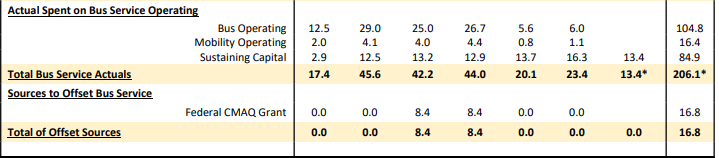 Actual Spent on Bus Service Operating
Bus Operating 12.5 29.0 25.0 26.7 5.6 6.0 104.8
Mobility Operating 2.0 4.1 4.0 4.4 0.8 1.1 16.4
Sustaining Capital 2.9 12.5 13.2 12.9 13.7 16.3 13.4 84.9
Total Bus Service Actuals 17.4 45.6 42.2 44.0 20.1 23.4 13.4* 206.1*
Sources to Offset Bus Service
Federal CMAQ Grant 0.0 0.0 8.4 8.4 0.0 0.0 16.8
Total of Offset Sources 0.0 0.0 8.4 8.4 0.0 0.0 0.0 16.8